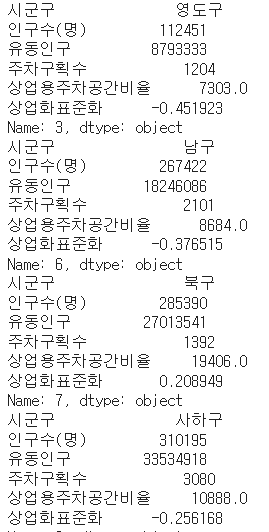 시군구 영도구
인구수(명) 112451
유동인구 8793333
주차구획수 1204
상업용주차공간비율 7303.0
상업화표준화 -0.451923
Name: 3, dtype: object
시군구 남구
인구수(명) 267422
유동인구 18246086
주차구획수 2101
상업용주차공간비율 8684.0
상업화표준화 -0.376515
Name: 6, dtype: object
시군구 북구
인구수(명) 285390
유동인구 27013541
주차구획수 1392
상업용주차공간비율 19406.0
상업화표준화 0.208949
Name: 7, dtype: object
시군구 사하구
인구수(명) 310195
유동인구 33534918
주차구획수 3080
상업용주차공간비율 10888.0
상업화표준화 -0.256168